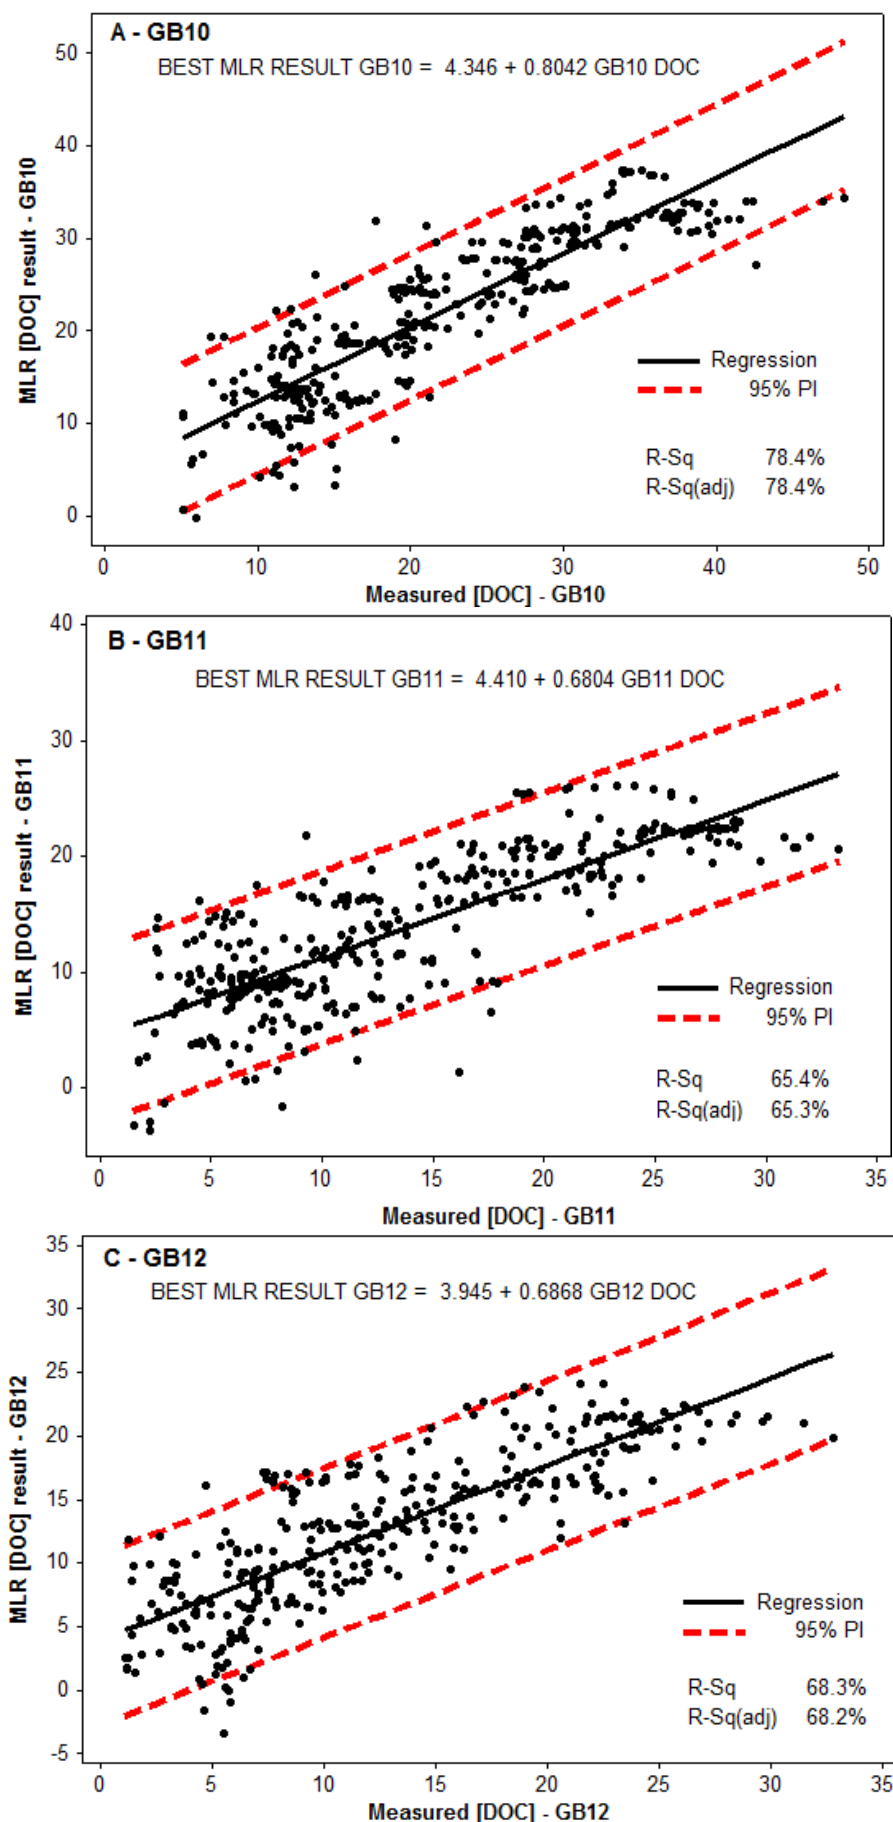 A - GB10
BEST MLR RESULT GB10 = 4.346 + 0.8042 GB10 DOC
MLR [DOC] result - GB10
50
40
30
20
10
0
Regression
95% PI
R-Sq 78.4%
R-Sq(adj) 78.4%
0 10 20 30 40 50
Measured [DOC] - GB10
B - GB11
BEST MLR RESULT GB11 = 4.410 + 0.6804 GB11 DOC
MLR [DOC] result - GB11
40
30
20
10
0
Regression
95% PI
R-Sq 65.4%
R-Sq(adj) 65.3%
0 5 10 15 20 25 30 35
Measured [DOC] - GB11
C - GB12
BEST MLR RESULT GB12 = 3.945 + 0.6868 GB12 DOC
MLR [DOC] result - GB12
35
30
25
20
15
10
5
0
-5
Regression
95% PI
R-Sq 68.3%
R-Sq(adj) 68.2%
0 5 10 15 20 25 30 35
Measured [DOC] - GB12